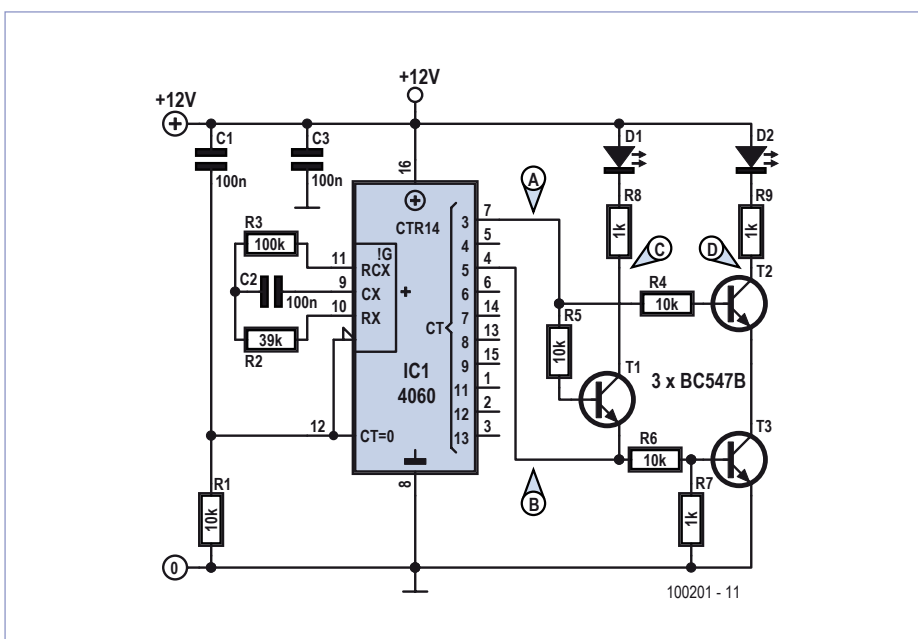 +12V
+12V
C1
100n
C3
100n
D1
D2
16
A
R8
1k
R9
1k
CTR14
3
7
4
5
5
4
6
6
7
14
8
13
9
15
11
1
12
2
13
3
CT
R3
100k
11
!G
RCX
C2
100n
9
CX
+
10
RX
39k
R2
C
D
T2
R4
10k
R5
10k
T1
3 x BC547B
IC1
4060
12
CT=0
T3
R6
10k
B
R7
1k
R1
10k
8
0
100201 - 11